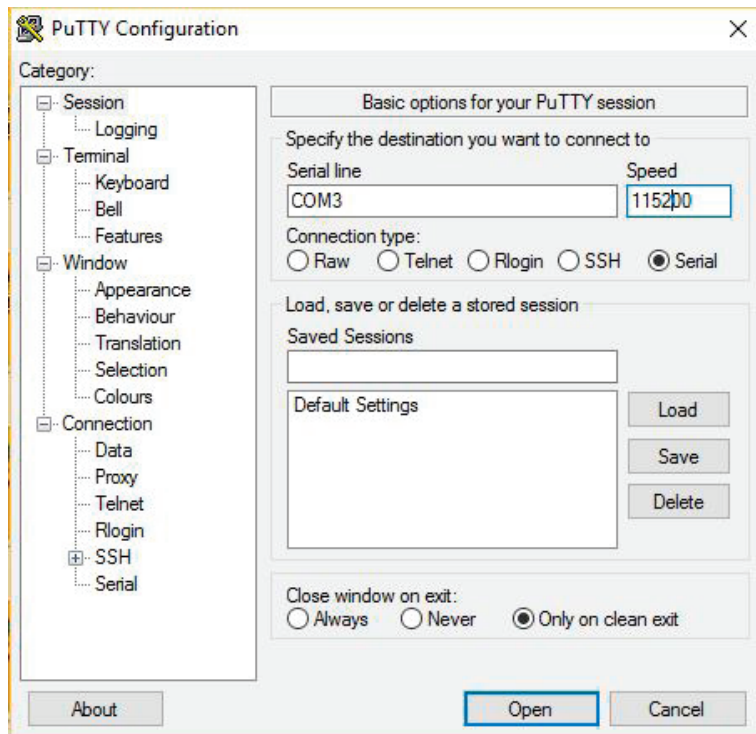 PuTTY Configuration
Category:
Session
Logging
Terminal
Keyboard
Bell
Features
Window
Appearance
Behaviour
Translation
Selection
Colours
Connection
Data
Proxy
Telnet
Rlogin
SSH
Serial
Basic options for your PuTTY session
Specify the destination you want to connect to
Serial line Speed
COM3 115200
Connection type:
Raw Telnet Rlogin SSH Serial
Load, save or delete a stored session
Saved Sessions
Default Settings
Load
Save
Delete
Close window on exit:
Always Never Only on clean exit
About Open Cancel